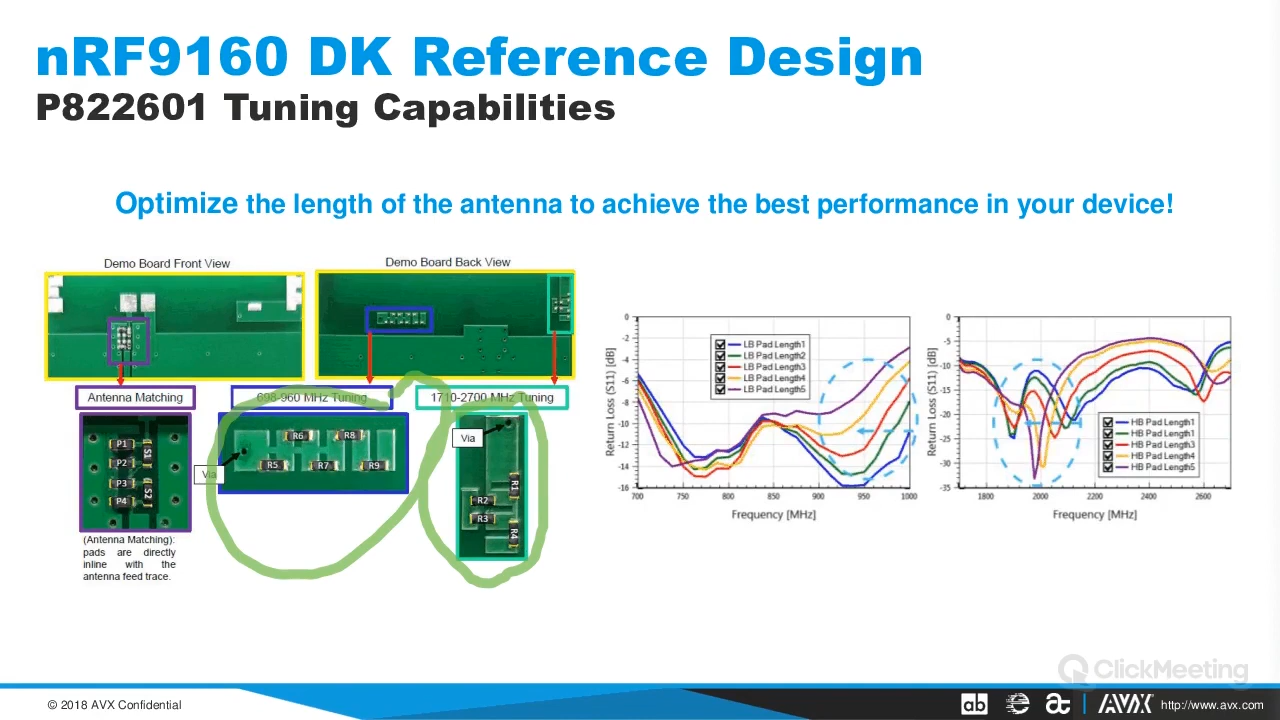 nRF9160 DK Reference Design
P822601 Tuning Capabilities
Optimize the length of the antenna to achieve the best performance in your device!
Demo Board Front View
Demo Board Back View
Antenna Matching
698-960 MHz Tuning
1710-2700 MHz Tuning
P1
P2
P3
P4
S1
S2
Via
R6
R8
R5
R7
R9
Via
R1
R2
R3
R4
(Antenna Matching):
pads are directly
inline with the
antenna feed trace.
Return Loss (S11) [dB]
0
-2
-4
-6
-8
-10
-12
-14
-16
LB Pad Length1
LB Pad Length2
LB Pad Length3
LB Pad Length4
LB Pad Length5
700 750 800 850 900 950 1000
Frequency [MHz]
Return Loss (S11) [dB]
0
-5
-10
-15
-20
-25
-30
-35
HB Pad Length1
HB Pad Length1
HB Pad Length3
HB Pad Length4
HB Pad Length5
1800 2000 2200 2400 2600
Frequency [MHz]
ClickMeeting
© 2018 AVX Confidential
ab
AVX
http://www.avx.com